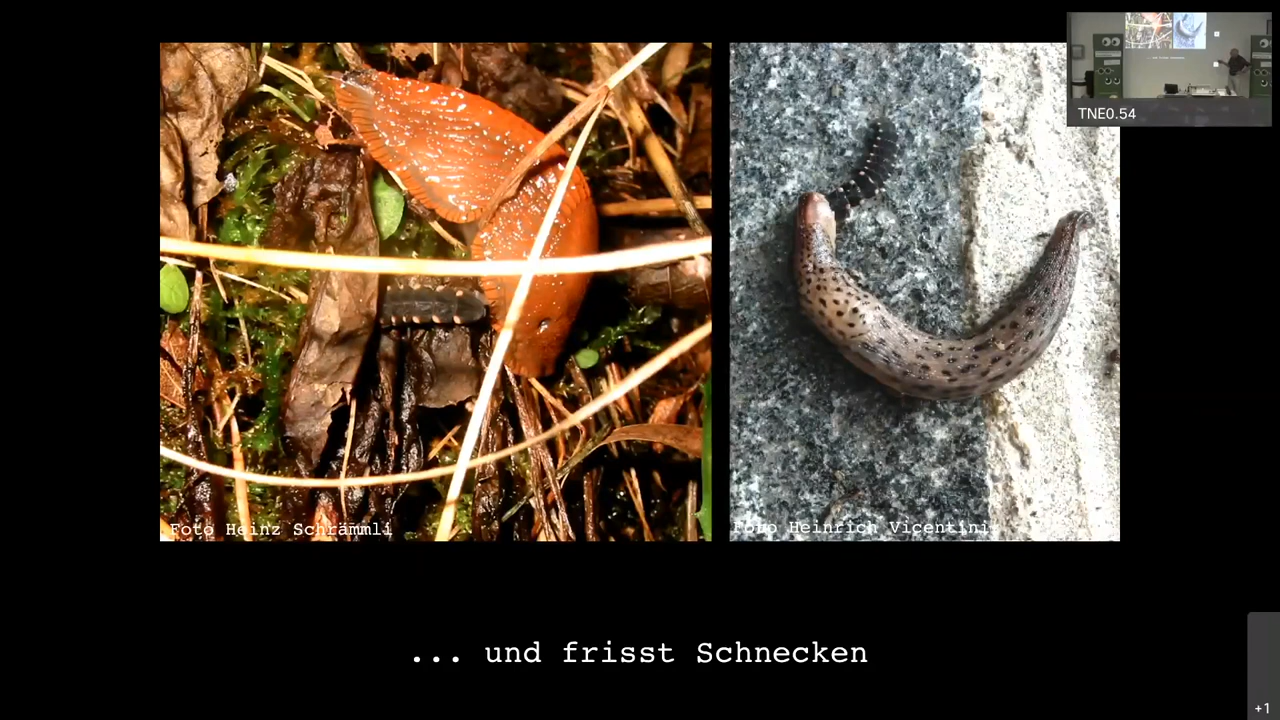 TNE0.54
Foto Heinz Schrämmli
Foto Heinrich Vicentini
... und frisst Schnecken
+1